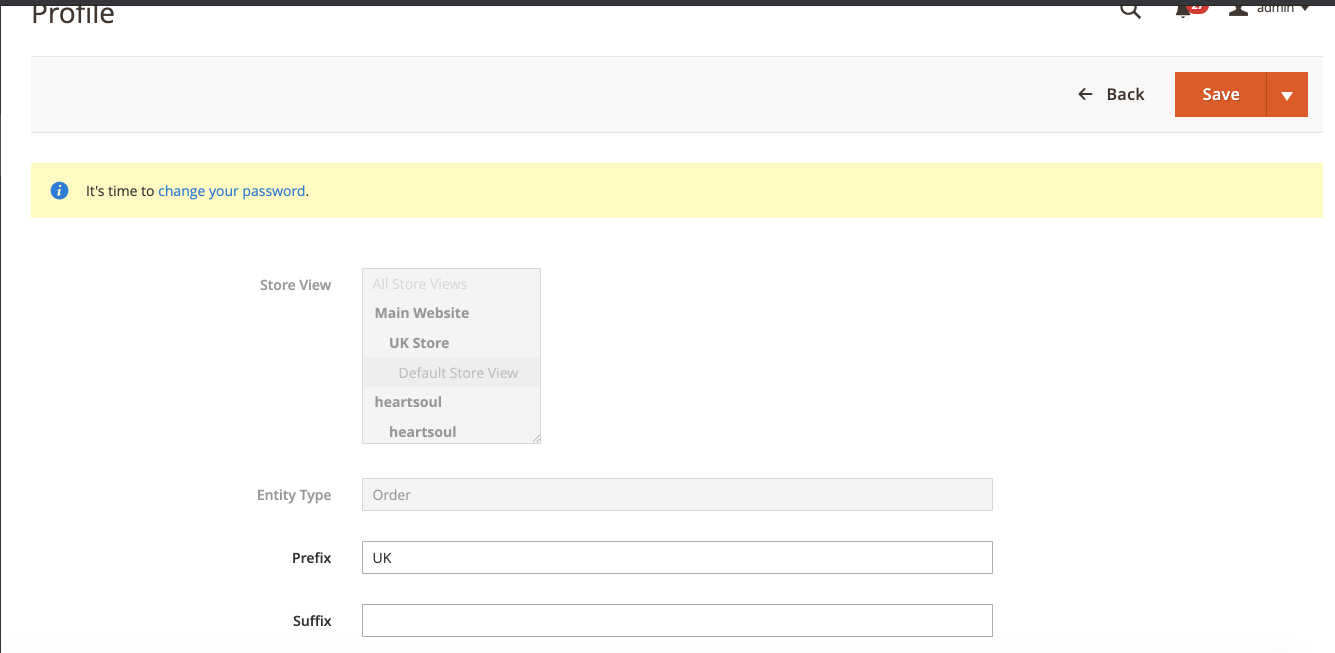 Profile
27
admin
Back
Save
It's time to change your password.
Store View
All Store Views
Main Website
UK Store
Default Store View
heartsoul
heartsoul
Entity Type
Order
Prefix
UK
Suffix